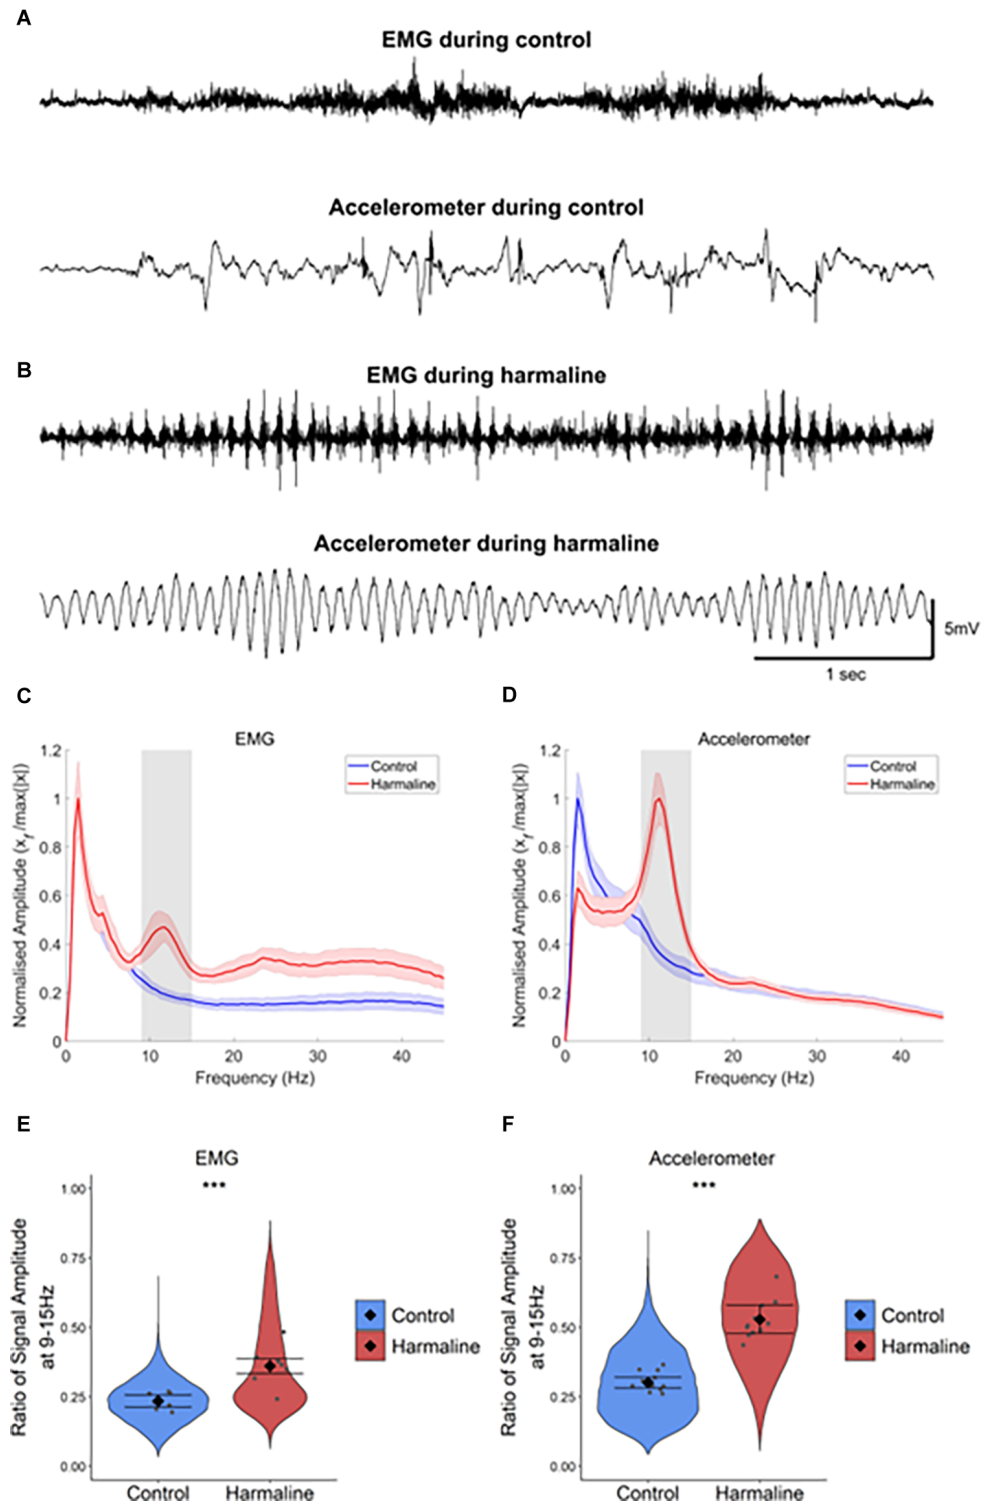 A
EMG during control
Accelerometer during control
B
EMG during harmaline
Accelerometer during harmaline
5mV
1 sec
C
D
EMG
Accelerometer
Normalised Amplitude (x_f/max(|x|)
1.2
1
0.8
0.6
0.4
0.2
0
Control
Harmaline
0
10
20
30
40
Frequency (Hz)
Normalised Amplitude (x_f/max(|x|)
1.2
1
0.8
0.6
0.4
0.2
0
Control
Harmaline
0
10
20
30
40
Frequency (Hz)
E
F
EMG
***
Ratio of Signal Amplitude
at 9-15Hz
1.00
0.75
0.50
0.25
0.00
Control
Harmaline
Control
Harmaline
Accelerometer
***
Ratio of Signal Amplitude
at 9-15Hz
1.00
0.75
0.50
0.25
0.00
Control
Harmaline
Control
Harmaline